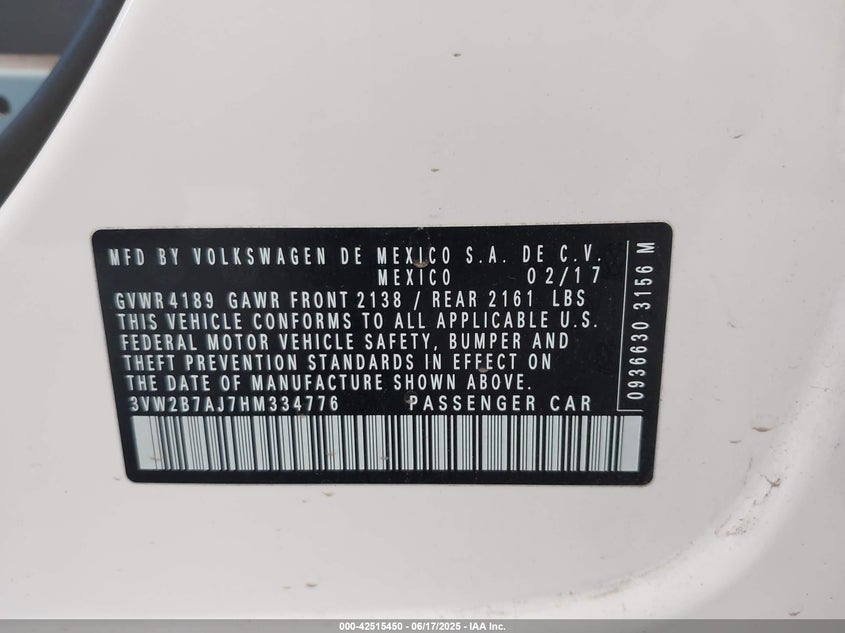 MFD BY VOLKSWAGEN DE MEXICO S.A. DE C.V.
MEXICO 02/17
GVWR 4189 GAWR FRONT 2138 / REAR 2161 LBS
THIS VEHICLE CONFORMS TO ALL APPLICABLE U.S.
FEDERAL MOTOR VEHICLE SAFETY, BUMPER AND
THEFT PREVENTION STANDARDS IN EFFECT ON
THE DATE OF MANUFACTURE SHOWN ABOVE.
3VW2B7AJ7HM334776 PASSENGER CAR
0936630 3156 M
000-42515450 - 06/17/2025 - IAA Inc.